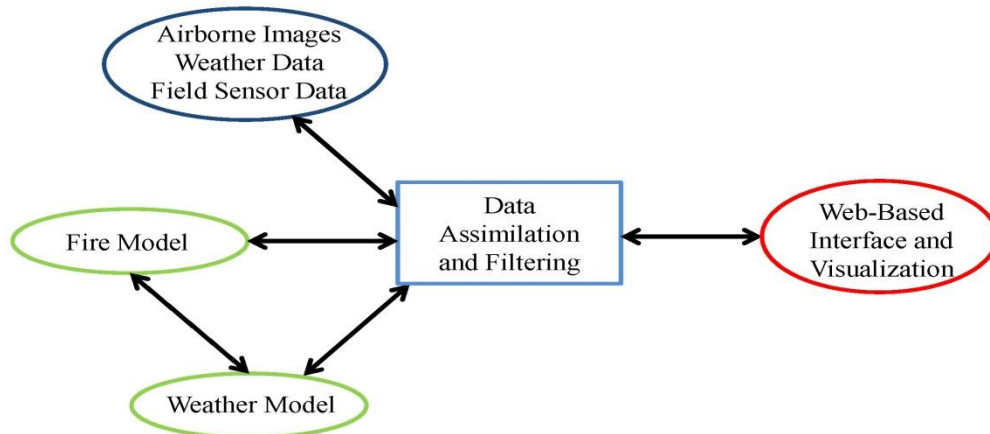 Airborne Images
Weather Data
Field Sensor Data
Fire Model
Data
Assimilation
and Filtering
Web-Based
Interface and
Visualization
Weather Model